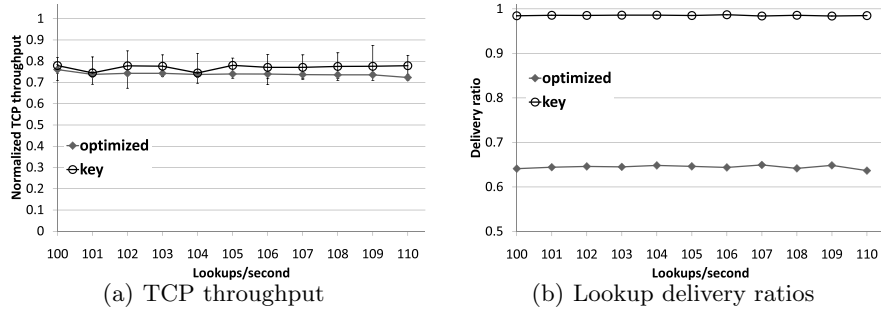 Normalized TCP throughput
1
0.9
0.8
0.7
0.6
0.5
0.4
0.3
0.2
0.1
0
optimized
key
100 101 102 103 104 105 106 107 108 109 110
Lookups/second
(a) TCP throughput
Delivery ratio
1
0.9
0.8
0.7
0.6
0.5
optimized
key
100 101 102 103 104 105 106 107 108 109 110
Lookups/second
(b) Lookup delivery ratios